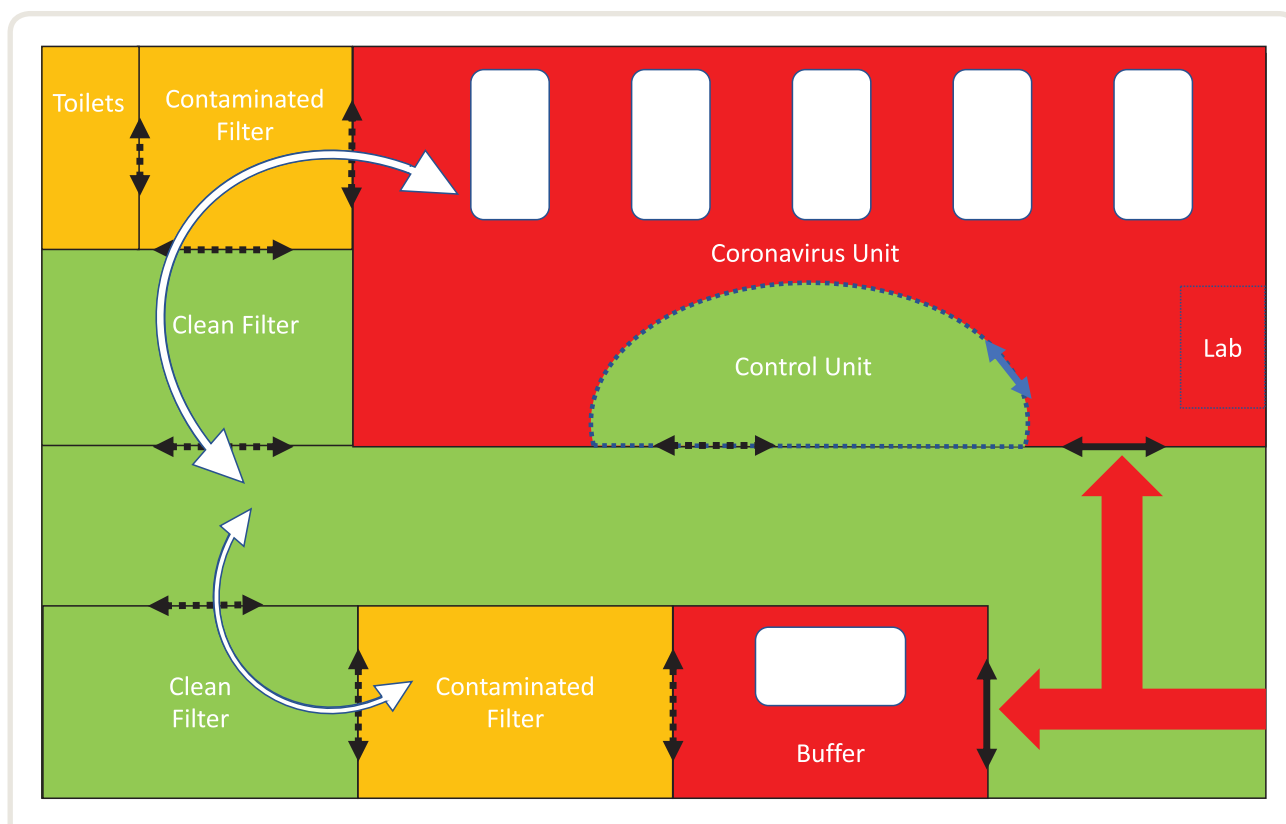 Toilets
Contaminated
Filter
Coronavirus Unit
Clean Filter
Control Unit
Lab
Clean
Filter
Contaminated
Filter
Buffer